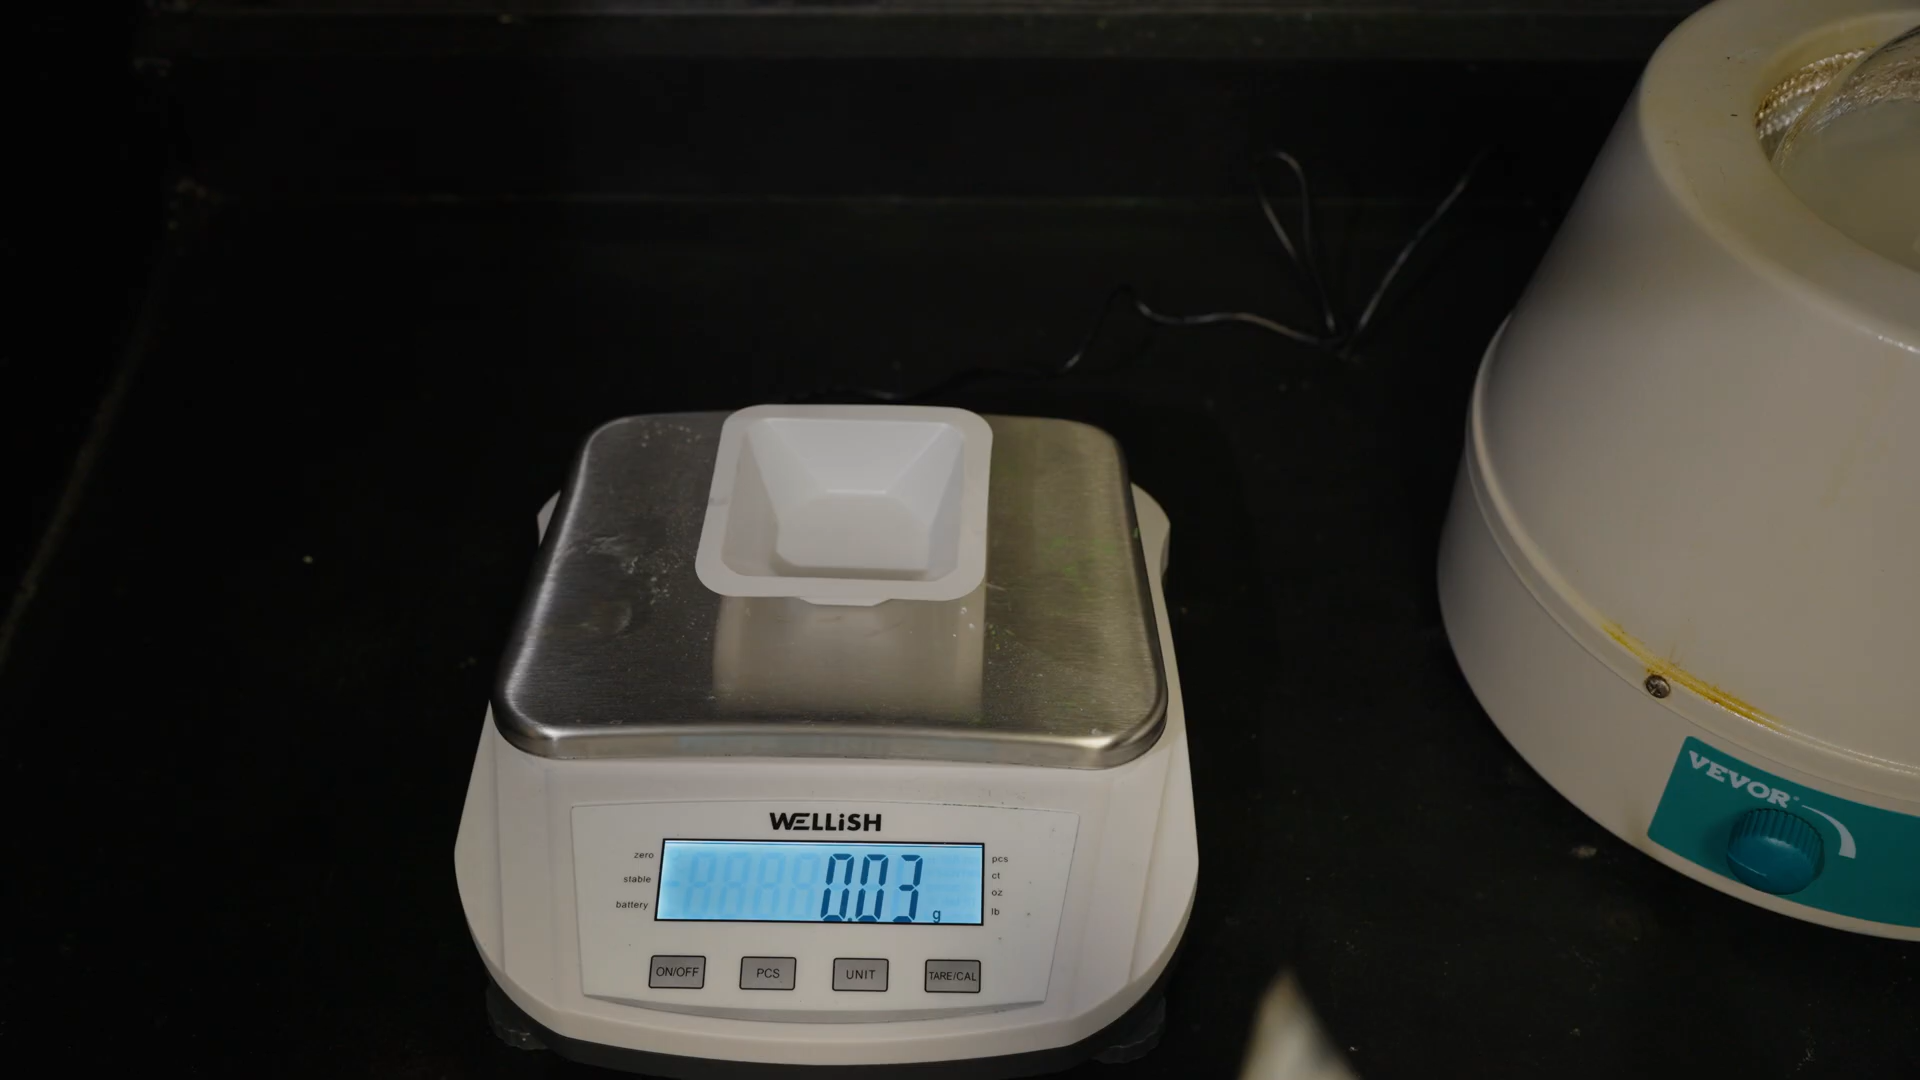 VEVOR
WELLiSH
zero
stable
battery
0.03 g
pcs
ct
oz
lb
ON/OFF
PCS
UNIT
TARE/CAL